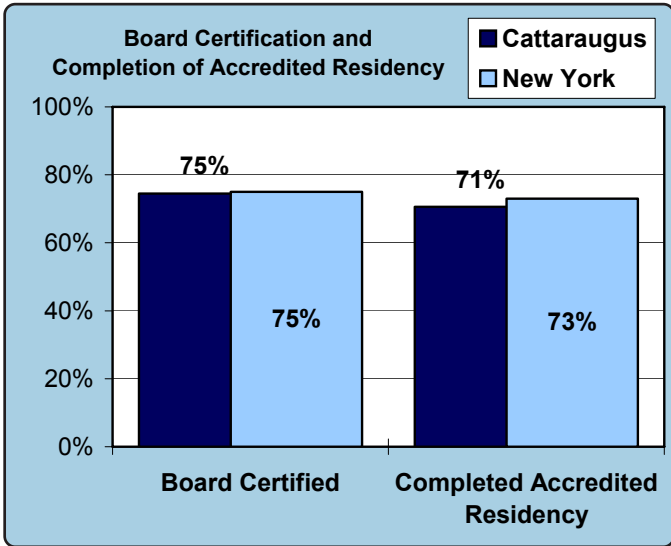 Board Certification and
Completion of Accredited Residency
Cattaraugus
New York
100%
80%
60%
40%
20%
0%
75%
75%
71%
73%
Board Certified
Completed Accredited
Residency